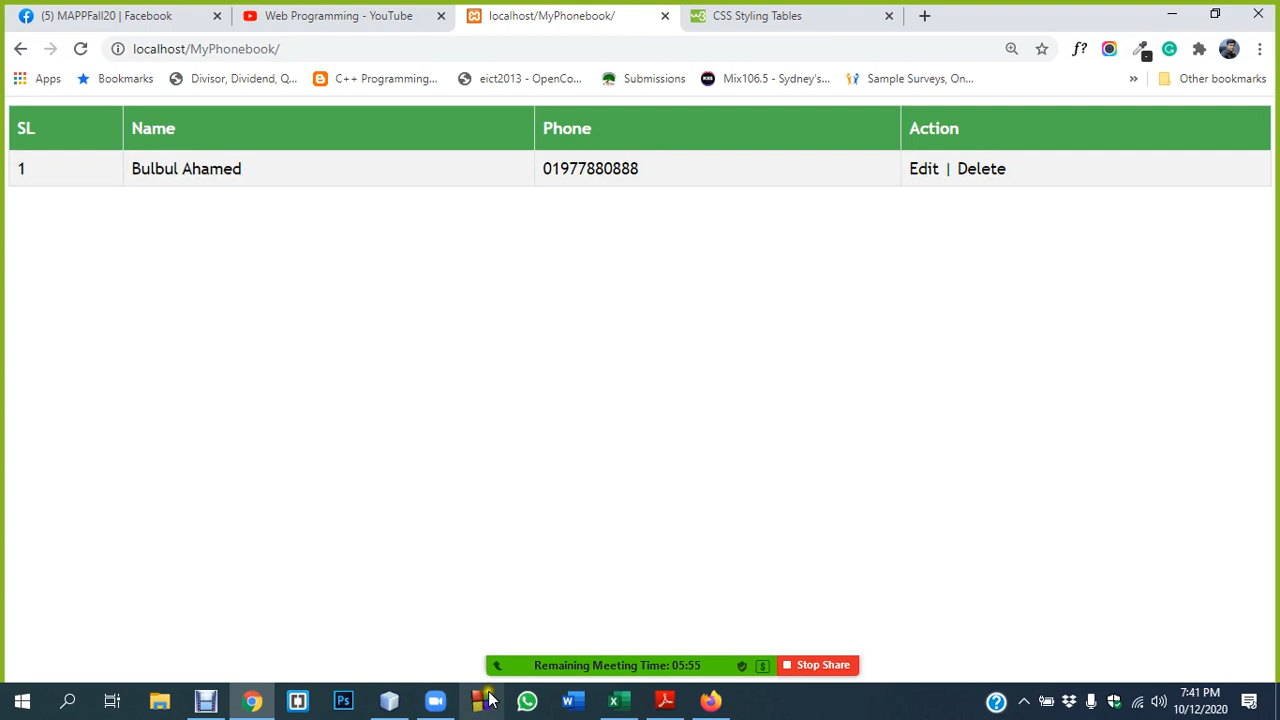 (5) MAPPFall20 | Facebook
Web Programming - YouTube
localhost/MyPhonebook/
CSS Styling Tables
localhost/MyPhonebook/
f?
Apps
Bookmarks
Divisor, Dividend, Q...
C++ Programming...
eict2013 - OpenCo...
Submissions
Mix106.5 - Sydney's...
Sample Surveys, On...
»
Other bookmarks
SL Name Phone Action
1 Bulbul Ahamed 01977880888 Edit | Delete
Remaining Meeting Time: 05:55
Stop Share
7:41 PM
10/12/2020